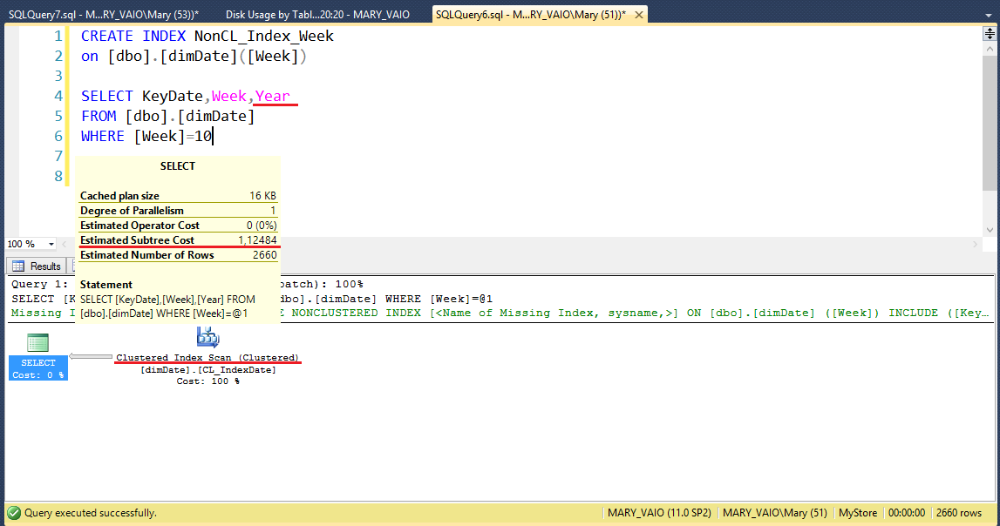 SQLQuery7.sql - M...RY_VAIO\Mary (53))*
Disk Usage by Tabl...20:20 - MARY_VAIO
SQLQuery6.sql - M...RY_VAIO\Mary (51))*
1 CREATE INDEX NonCL_Index_Week
2 on [dbo].[dimDate]([Week])
3
4 SELECT KeyDate,Week,Year
5 FROM [dbo].[dimDate]
6 WHERE [Week]=10
7
8
SELECT
Cached plan size 16 KB
Degree of Parallelism 1
Estimated Operator Cost 0 (0%)
Estimated Subtree Cost 1,12484
Estimated Number of Rows 2660
Statement
SELECT [KeyDate],[Week],[Year] FROM
[dbo].[dimDate] WHERE [Week]=@1
100 %
Results
Query 1: batch): 100%
SELECT [K dbo].[dimDate] WHERE [Week]=@1
Missing I E NONCLUSTERED INDEX [<Name of Missing Index, sysname,>] ON [dbo].[dimDate] ([Week]) INCLUDE ([Key...
SELECT
Cost: 0 %
Clustered Index Scan (Clustered)
[dimDate].[CL_IndexDate]
Cost: 100 %
Query executed successfully.
MARY_VAIO (11.0 SP2)
MARY_VAIO\Mary (51)
MyStore
00:00:00
2660 rows